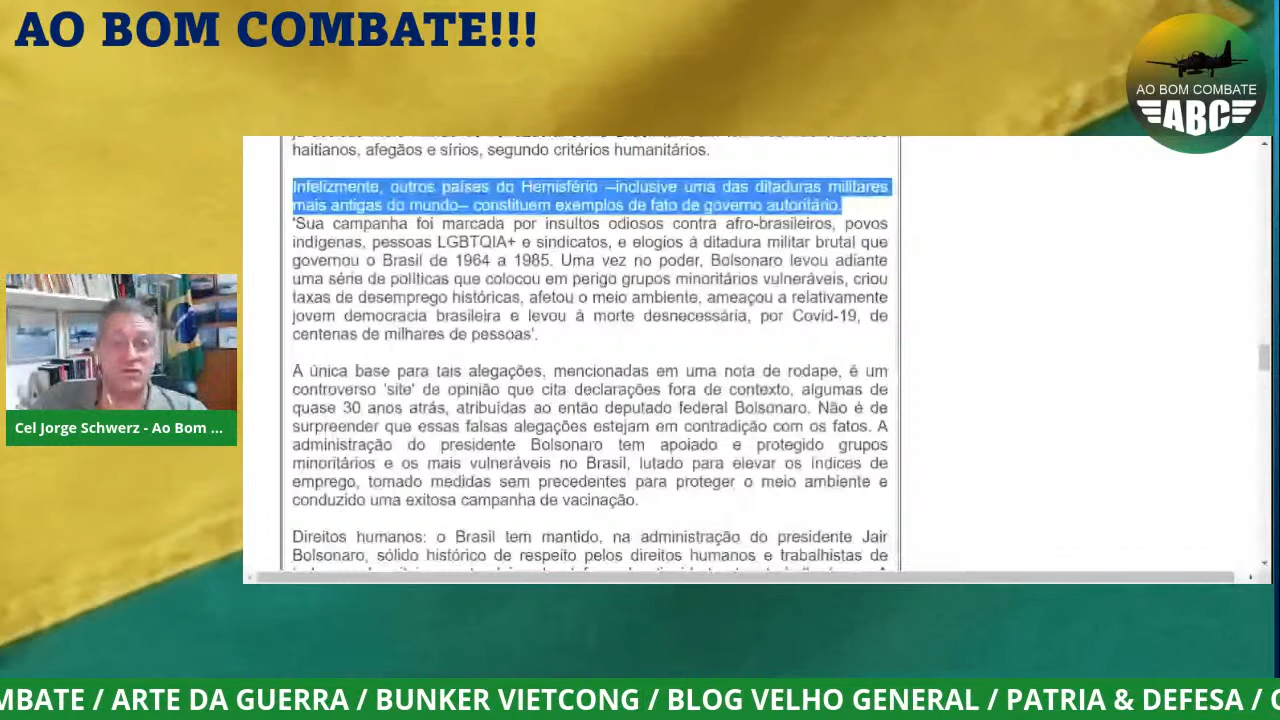 AO BOM COMBATE!!!
AO BOM COMBATE
ABC
haitianos, afegãos e sírios, segundo critérios humanitários.
Infelizmente, outros países do Hemisfério –inclusive uma das ditaduras militares
mais antigas do mundo– constituem exemplos de fato de governo autoritário.
'Sua campanha foi marcada por insultos odiosos contra afro-brasileiros, povos
indígenas, pessoas LGBTQIA+ e sindicatos, e elogios à ditadura militar brutal que
governou o Brasil de 1964 a 1985. Uma vez no poder, Bolsonaro levou adiante
uma série de políticas que colocou em perigo grupos minoritários vulneráveis, criou
taxas de desemprego históricas, afetou o meio ambiente, ameaçou a relativamente
jovem democracia brasileira e levou à morte desnecessária, por Covid-19, de
centenas de milhares de pessoas'.
A única base para tais alegações, mencionadas em uma nota de rodape, é um
controverso 'site' de opinião que cita declarações fora de contexto, algumas de
quase 30 anos atrás, atribuídas ao então deputado federal Bolsonaro. Não é de
surpreender que essas falsas alegações estejam em contradição com os fatos. A
administração do presidente Bolsonaro tem apoiado e protegido grupos
minoritários e os mais vulneráveis no Brasil, lutado para elevar os índices de
emprego, tomado medidas sem precedentes para proteger o meio ambiente e
conduzido uma exitosa campanha de vacinação.
Direitos humanos: o Brasil tem mantido, na administração do presidente Jair
Bolsonaro, sólido histórico de respeito pelos direitos humanos e trabalhistas de
Cel Jorge Schwerz - Ao Bom ...
MBATE / ARTE DA GUERRA / BUNKER VIETCONG / BLOG VELHO GENERAL / PATRIA & DEFESA /